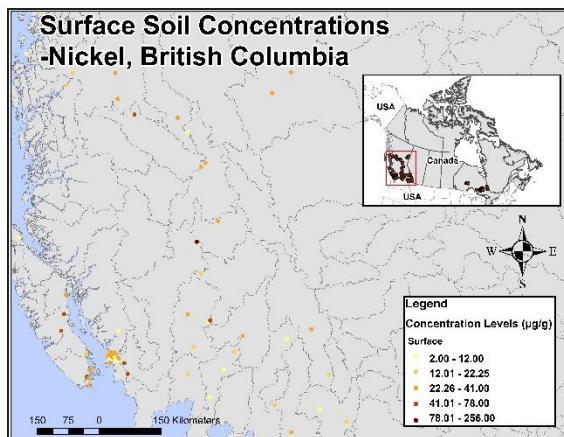 Surface Soil Concentrations
-Nickel, British Columbia
USA
Canada
USA
N
W E
S
Legend
Concentration Levels (µg/g)
Surface
2.00 - 12.00
12.01 - 22.25
22.26 - 41.00
41.01 - 78.00
78.01 - 256.00
150 75 0 150 Kilometers